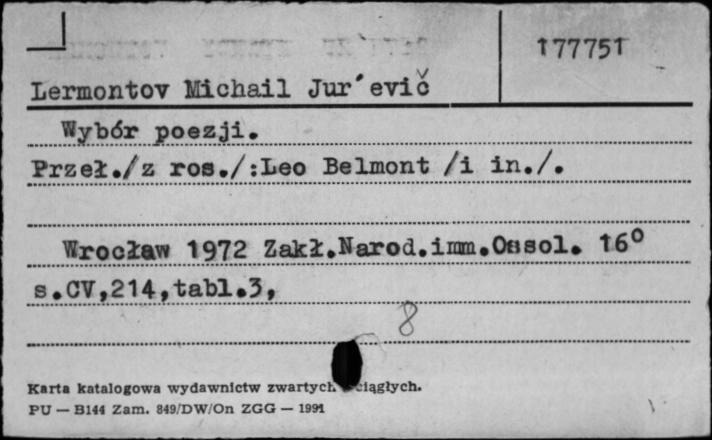 177751
Lermontov Michail Jur´evič
Wybór poezji.
Przeł./z ros./:Leo Belmont /i in./.
Wrocław 1972 Zakł.Narod.imm.Ossol. 16°
s.CV,214,tabl.3,
8
Karta katalogowa wydawnictw zwartych ciągłych.
PU — B144 Zam. 849/DW/On ZGG — 1991